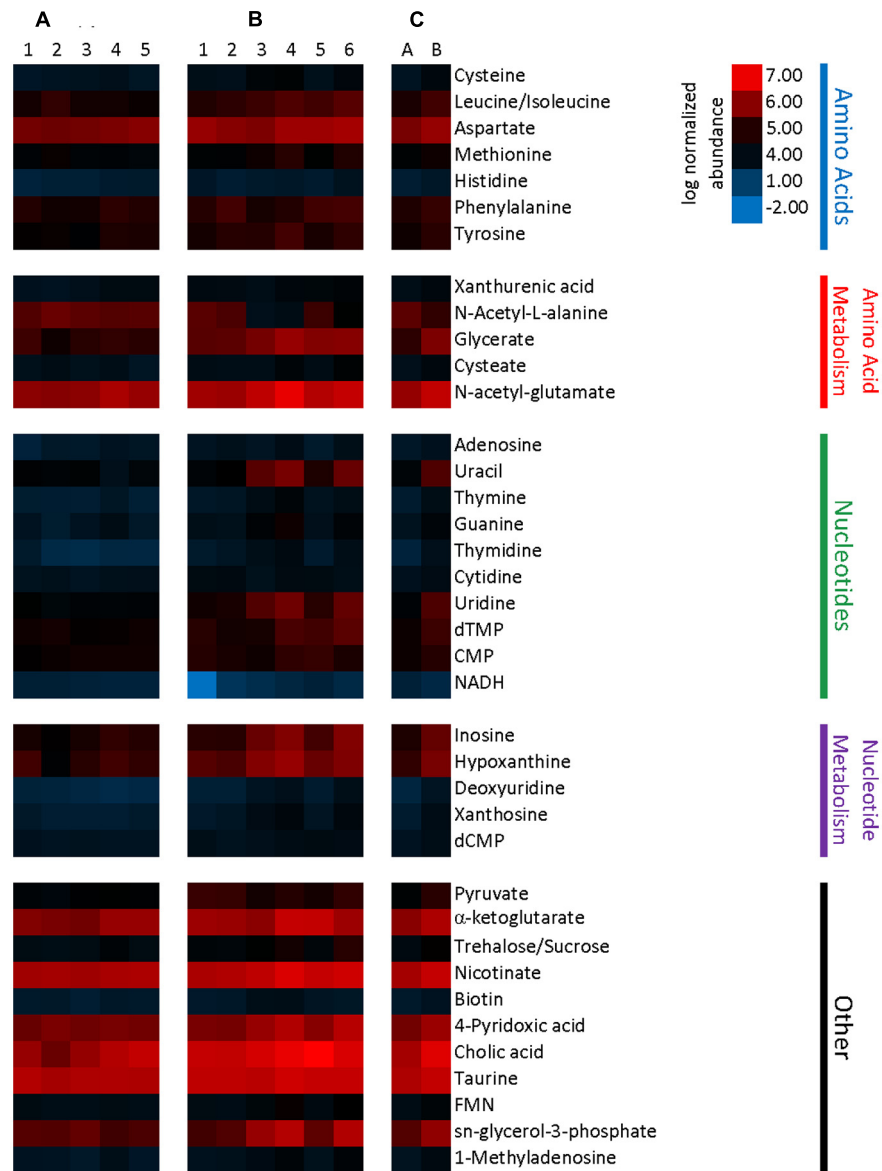 A B C
1 2 3 4 5 1 2 3 4 5 6 A B
Cysteine
Leucine/Isoleucine
Aspartate
Methionine
Histidine
Phenylalanine
Tyrosine
log normalized
abundance
7.00
6.00
5.00
4.00
1.00
-2.00
Amino Acids
Xanthurenic acid
N-Acetyl-L-alanine
Glycerate
Cysteate
N-acetyl-glutamate
Amino Acid
Metabolism
Adenosine
Uracil
Thymine
Guanine
Thymidine
Cytidine
Uridine
dTMP
CMP
NADH
Nucleotides
Inosine
Hypoxanthine
Deoxyuridine
Xanthosine
dCMP
Nucleotide
Metabolism
Pyruvate
α-ketoglutarate
Trehalose/Sucrose
Nicotinate
Biotin
4-Pyridoxic acid
Cholic acid
Taurine
FMN
sn-glycerol-3-phosphate
1-Methyladenosine
Other